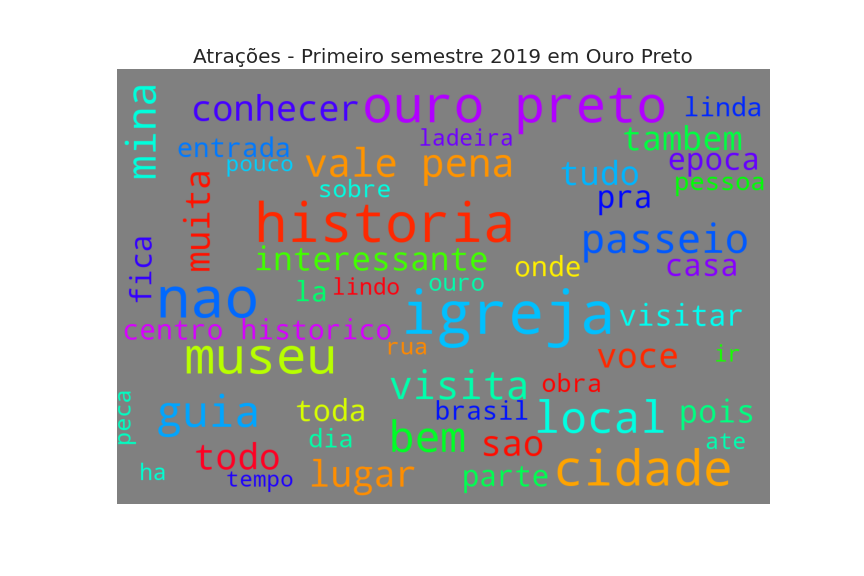 Atrações - Primeiro semestre 2019 em Ouro Preto
mina
conhecer
ouro preto
linda
entrada
ladeira
tambem
pouco
vale pena
tudo
epoca
pessoa
sobre
pra
muita
historia
passeio
fica
interessante
onde
casa
nao
la
lindo
ouro
igreja
visitar
centro historico
museu
rua
voce
ir
visita
obra
peca
guia
toda
brasil
local
pois
dia
bem
sao
ate
todo
ha
tempo
lugar
parte
cidade